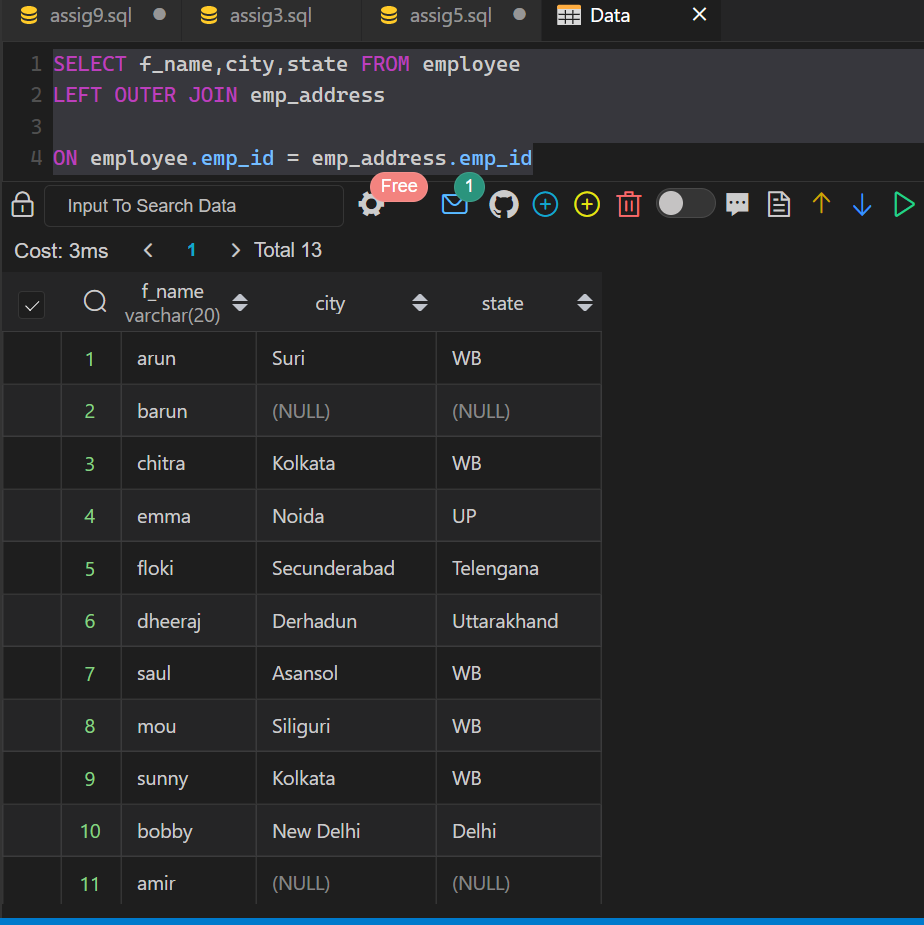 assig9.sql assig3.sql assig5.sql Data
1 SELECT f_name,city,state FROM employee
2 LEFT OUTER JOIN emp_address
3
4 ON employee.emp_id = emp_address.emp_id
Input To Search Data Free 1
Cost: 3ms 1 Total 13
f_name varchar(20) city state
1 arun Suri WB
2 barun (NULL) (NULL)
3 chitra Kolkata WB
4 emma Noida UP
5 floki Secunderabad Telengana
6 dheeraj Derhadun Uttarakhand
7 saul Asansol WB
8 mou Siliguri WB
9 sunny Kolkata WB
10 bobby New Delhi Delhi
11 amir (NULL) (NULL)